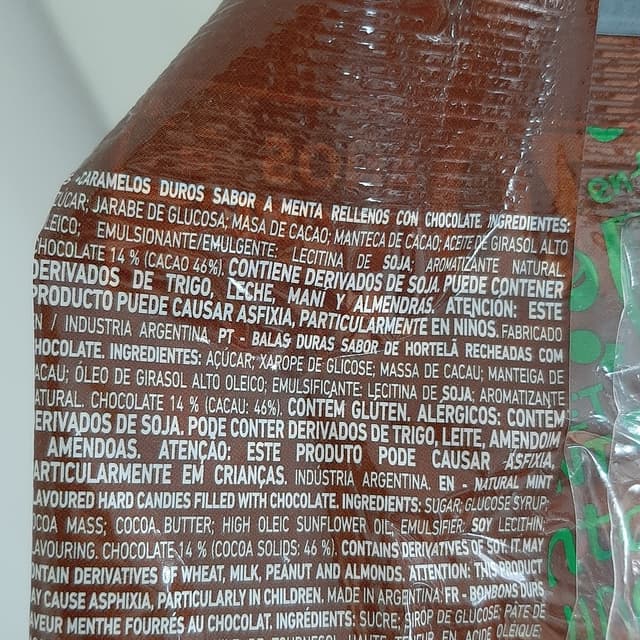 CARAMELOS DUROS SABOR A MENTA RELLENOS CON CHOCOLATE. INGREDIENTES:
JARABE DE GLUCOSA; MASA DE CACAO; MANTECA DE CACAO; ACEITE DE GIRASOL ALTO
EMULSIONANTE/EMULGENTE: LECITINA DE SOJA; AROMATIZANTE NATURAL.
CHOCOLATE 14 % (CACAO 46%). CONTIENE DERIVADOS DE SOJA PUEDE CONTENER
DERIVADOS DE TRIGO, LECHE, MANI Y ALMENDRAS. ATENCIÓN: ESTE
PRODUCTO PUEDE CAUSAR ASFIXIA, PARTICULARMENTE EN NIÑOS. FABRICADO
EN / INDUSTRIA ARGENTINA. PT - BALAS DURAS SABOR DE HORTELÃ RECHEADAS COM
CHOCOLATE. INGREDIENTES: AÇÚCAR; XAROPE DE GLICOSE; MASSA DE CACAU; MANTEIGA DE
CACAU; ÓLEO DE GIRASOL ALTO OLEICO; EMULSIFICANTE: LECITINA DE SOJA; AROMATIZANTE
NATURAL. CHOCOLATE 14 % (CACAU: 46%). CONTÉM GLÚTEN. ALÉRGICOS: CONTÉM
DERIVADOS DE SOJA. PODE CONTER DERIVADOS DE TRIGO, LEITE, AMENDOIM
AMÊNDOAS. ATENÇÃO: ESTE PRODUTO PODE CAUSAR ASFIXIA,
PARTICULARMENTE EM CRIANÇAS. INDÚSTRIA ARGENTINA. EN - NATURAL MINT
FLAVOURED HARD CANDIES FILLED WITH CHOCOLATE. INGREDIENTS: SUGAR; GLUCOSE SYRUP;
COCOA MASS; COCOA BUTTER; HIGH OLEIC SUNFLOWER OIL; EMULSIFIER: SOY LECITHIN;
FLAVOURING. CHOCOLATE 14 % (COCOA SOLIDS: 46 %). CONTAINS DERIVATIVES OF SOY. IT MAY
CONTAIN DERIVATIVES OF WHEAT, MILK, PEANUT AND ALMONDS. ATTENTION: THIS PRODUCT
MAY CAUSE ASPHIXIA, PARTICULARLY IN CHILDREN. MADE IN ARGENTINA. FR - BONBONS DURS
SAVEUR MENTHE FOURRÉS AU CHOCOLAT. INGRÉDIENTS: SUCRE; SIROP DE GLUCOSE; PÂTE DE